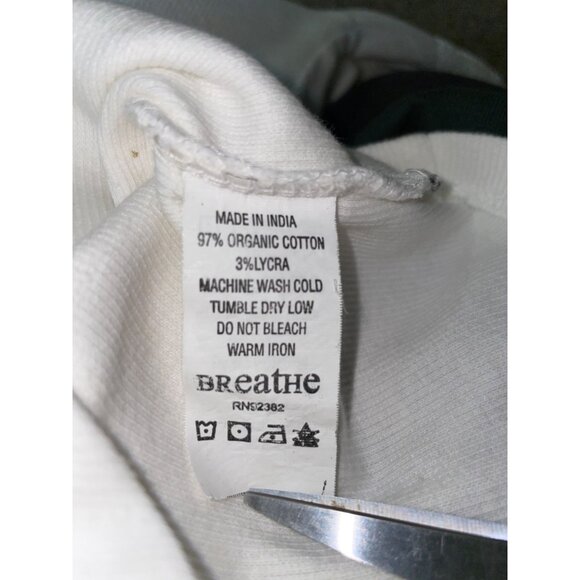 MADE IN INDIA
97% ORGANIC COTTON
3%LYCRA
MACHINE WASH COLD
TUMBLE DRY LOW
DO NOT BLEACH
WARM IRON
BReatHe
RN92382